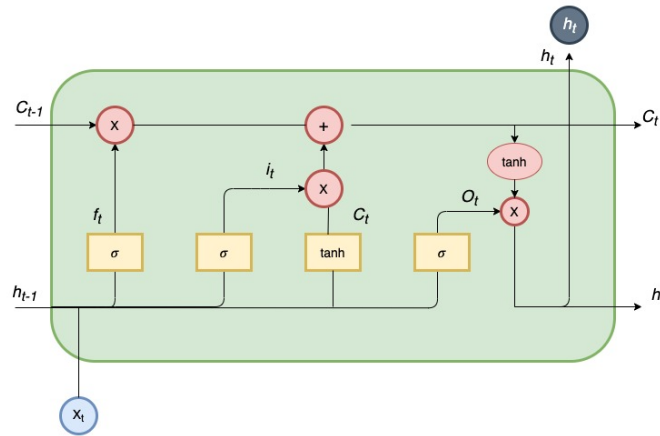 hₜ
hₜ
Cₜ₋₁
x
+
Cₜ
tanh
iₜ
x
Oₜ
x
fₜ
Cₜ
σ
σ
tanh
σ
hₜ₋₁
h
xₜ